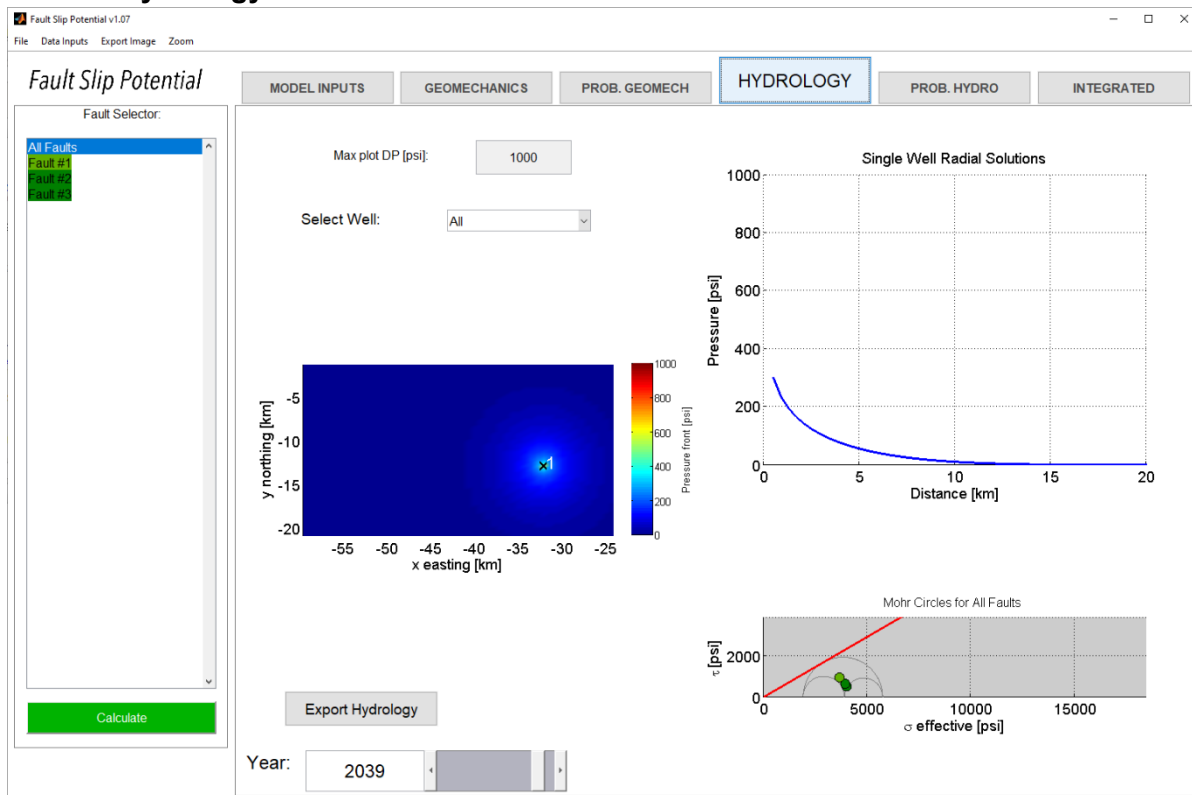 Fault Slip Potential v1.07
File Data Inputs Export Image Zoom
Fault Slip Potential
MODEL INPUTS GEOMECHANICS PROB. GEOMECH HYDROLOGY PROB. HYDRO INTEGRATED
Fault Selector:
All Faults
Fault #1
Fault #2
Fault #3
Calculate
Max plot DP [psi]: 1000
Select Well: All
-5
-10
-15
-20
y northing [km]
1
-55 -50 -45 -40 -35 -30 -25
x easting [km]
1000
800
600
400
200
0
Pressure front [psi]
Export Hydrology
Year: 2039
Single Well Radial Solutions
1000
800
600
400
200
0
Pressure [psi]
0 5 10 15 20
Distance [km]
Mohr Circles for All Faults
2000
0
τ [psi]
0 5000 10000 15000
σ effective [psi]